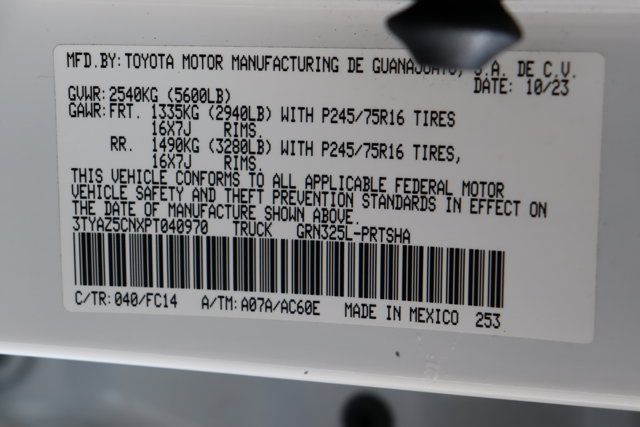 MFD.BY: TOYOTA MOTOR MANUFACTURING DE GUANAJUATO, S.A. DE C.V.
DATE: 10/23
GVWR: 2540KG (5600LB)
GAWR: FRT. 1335KG (2940LB) WITH P245/75R16 TIRES
16X7J RIMS.
RR. 1490KG (3280LB) WITH P245/75R16 TIRES,
16X7J RIMS.
THIS VEHICLE CONFORMS TO ALL APPLICABLE FEDERAL MOTOR
VEHICLE SAFETY AND THEFT PREVENTION STANDARDS IN EFFECT ON
THE DATE OF MANUFACTURE SHOWN ABOVE.
3TYAZ5CNXPT040970 TRUCK GRN325L-PRTSHA
C/TR: 040/FC14 A/TM: A07A/AC60E MADE IN MEXICO 253